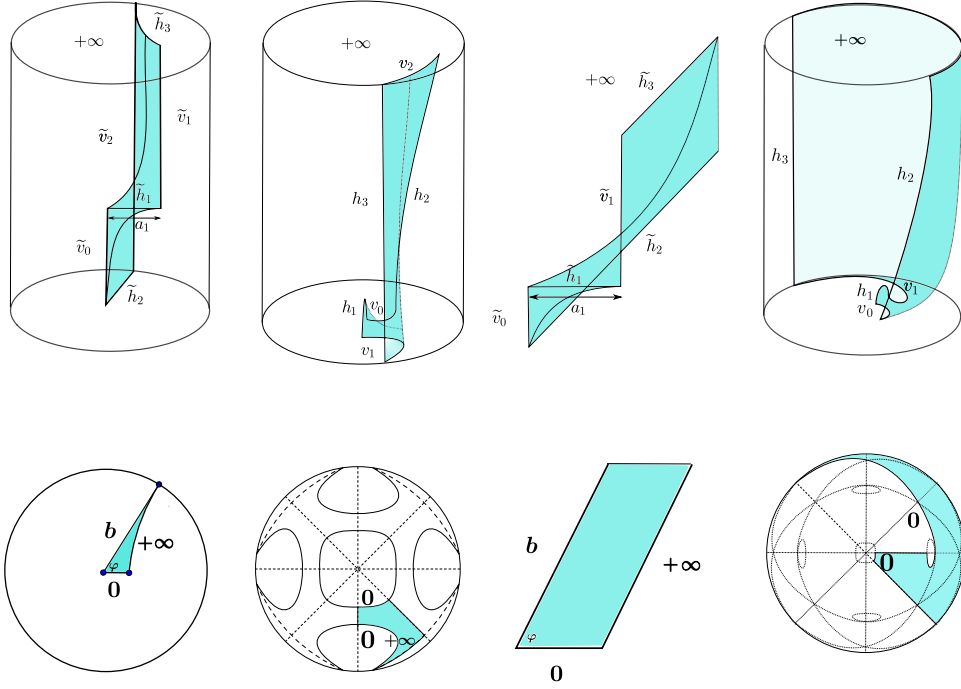 +∞
h̃₃
ṽ₂
ṽ₁
h̃₁
a₁
ṽ₀
h̃₂
+∞
v₂
h₃
h₂
h₁
v₀
v₁
+∞
h̃₃
ṽ₁
h̃₂
h̃₁
a₁
ṽ₀
+∞
h₃
h₂
h₁
v₁
v₀
b
+∞
φ
0
0
0
+∞
b
+∞
φ
0
0
0